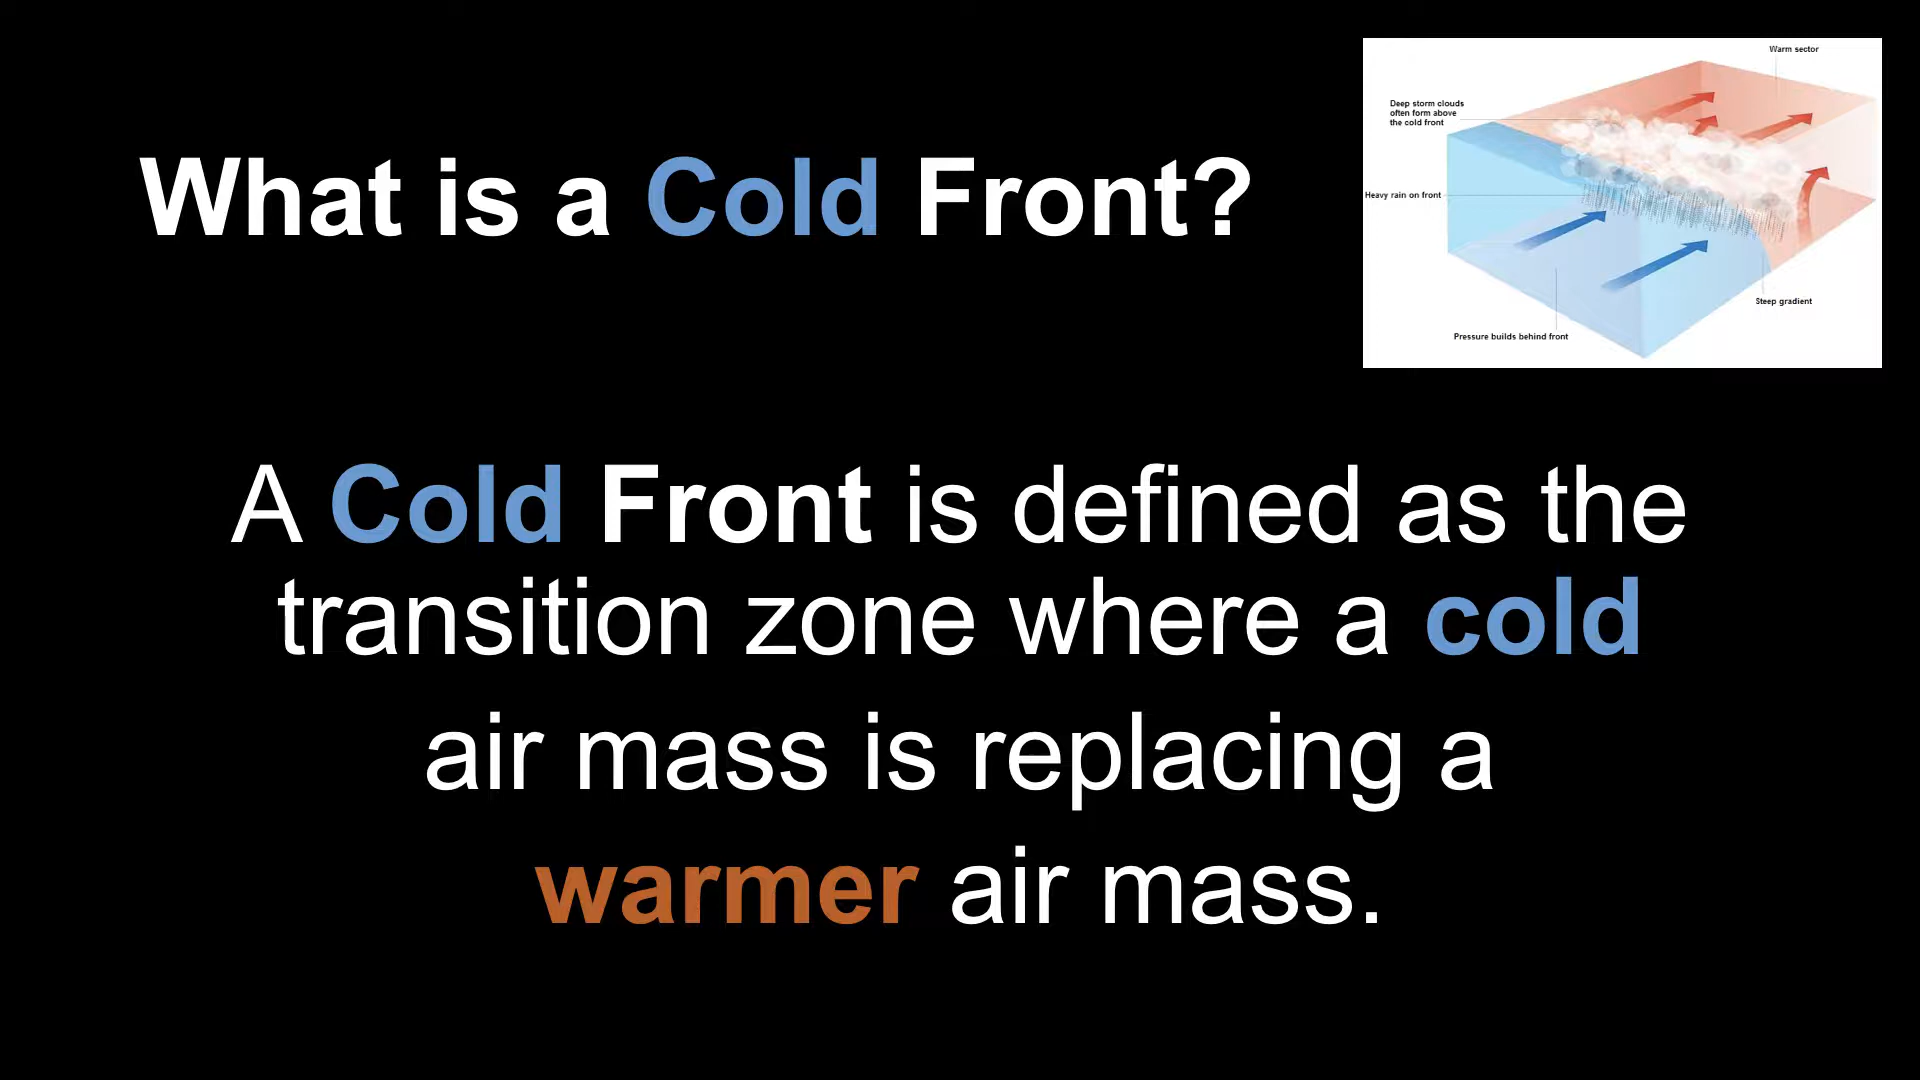 What is a Cold Front?
Warm sector
Deep storm clouds
often form above
the cold front
Heavy rain on front
Steep gradient
Pressure builds behind front
A Cold Front is defined as the
transition zone where a cold
air mass is replacing a
warmer air mass.